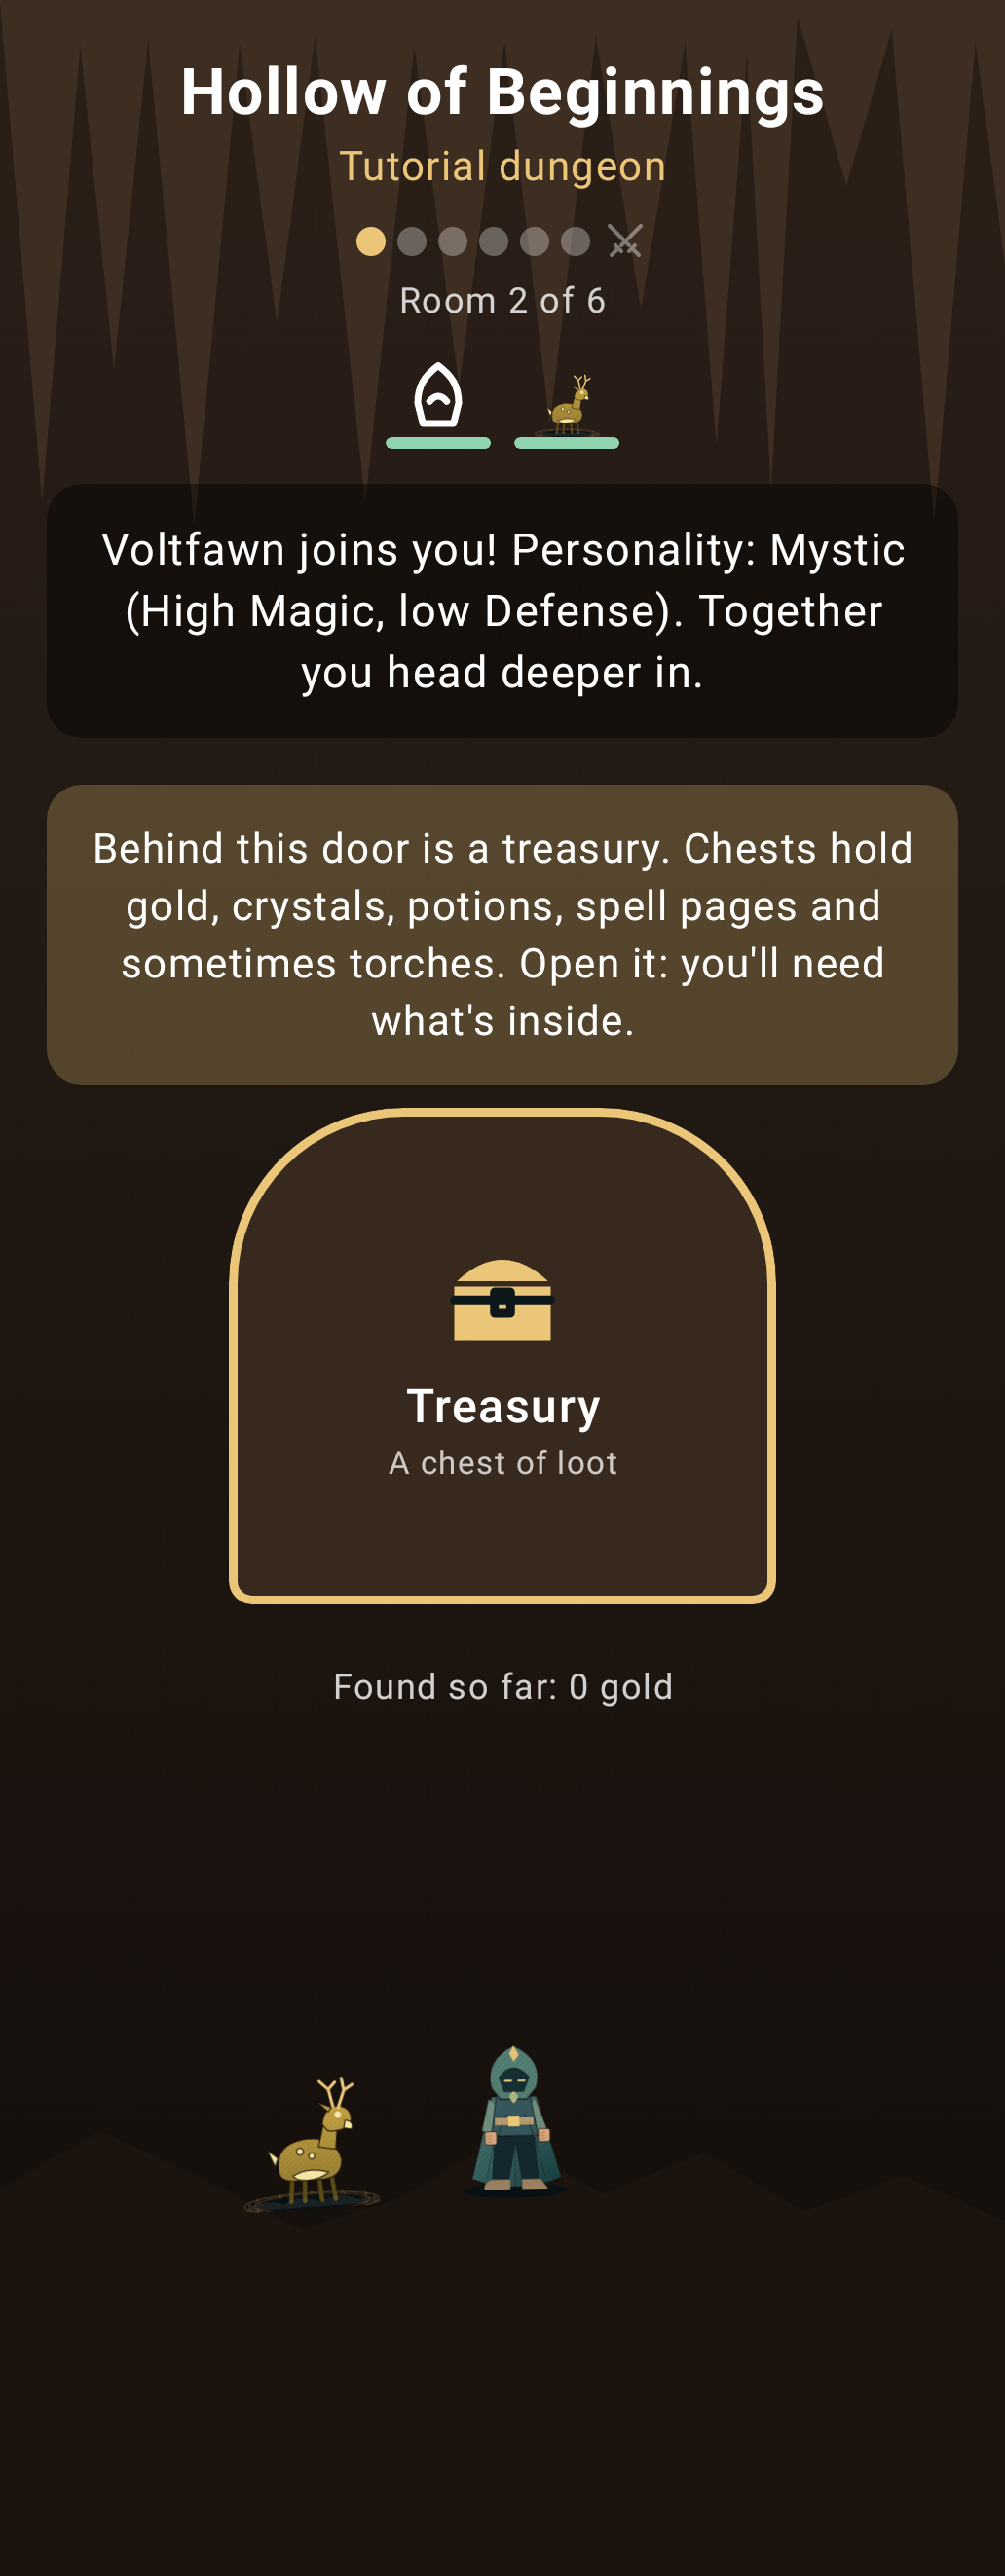 Hollow of Beginnings
Tutorial dungeon
Room 2 of 6
Voltfawn joins you! Personality: Mystic
(High Magic, low Defense). Together
you head deeper in.
Behind this door is a treasury. Chests hold
gold, crystals, potions, spell pages and
sometimes torches. Open it: you'll need
what's inside.
Treasury
A chest of loot
Found so far: 0 gold